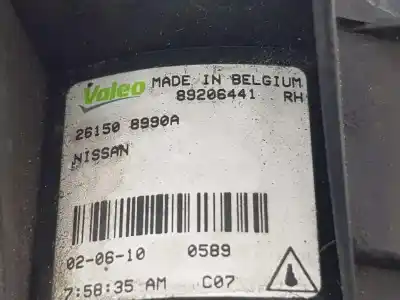 Valeo MADE IN BELGIUM
89206441 RH
26150 8990A
NISSAN
02-06-10 0589
7:58:35 AM C07